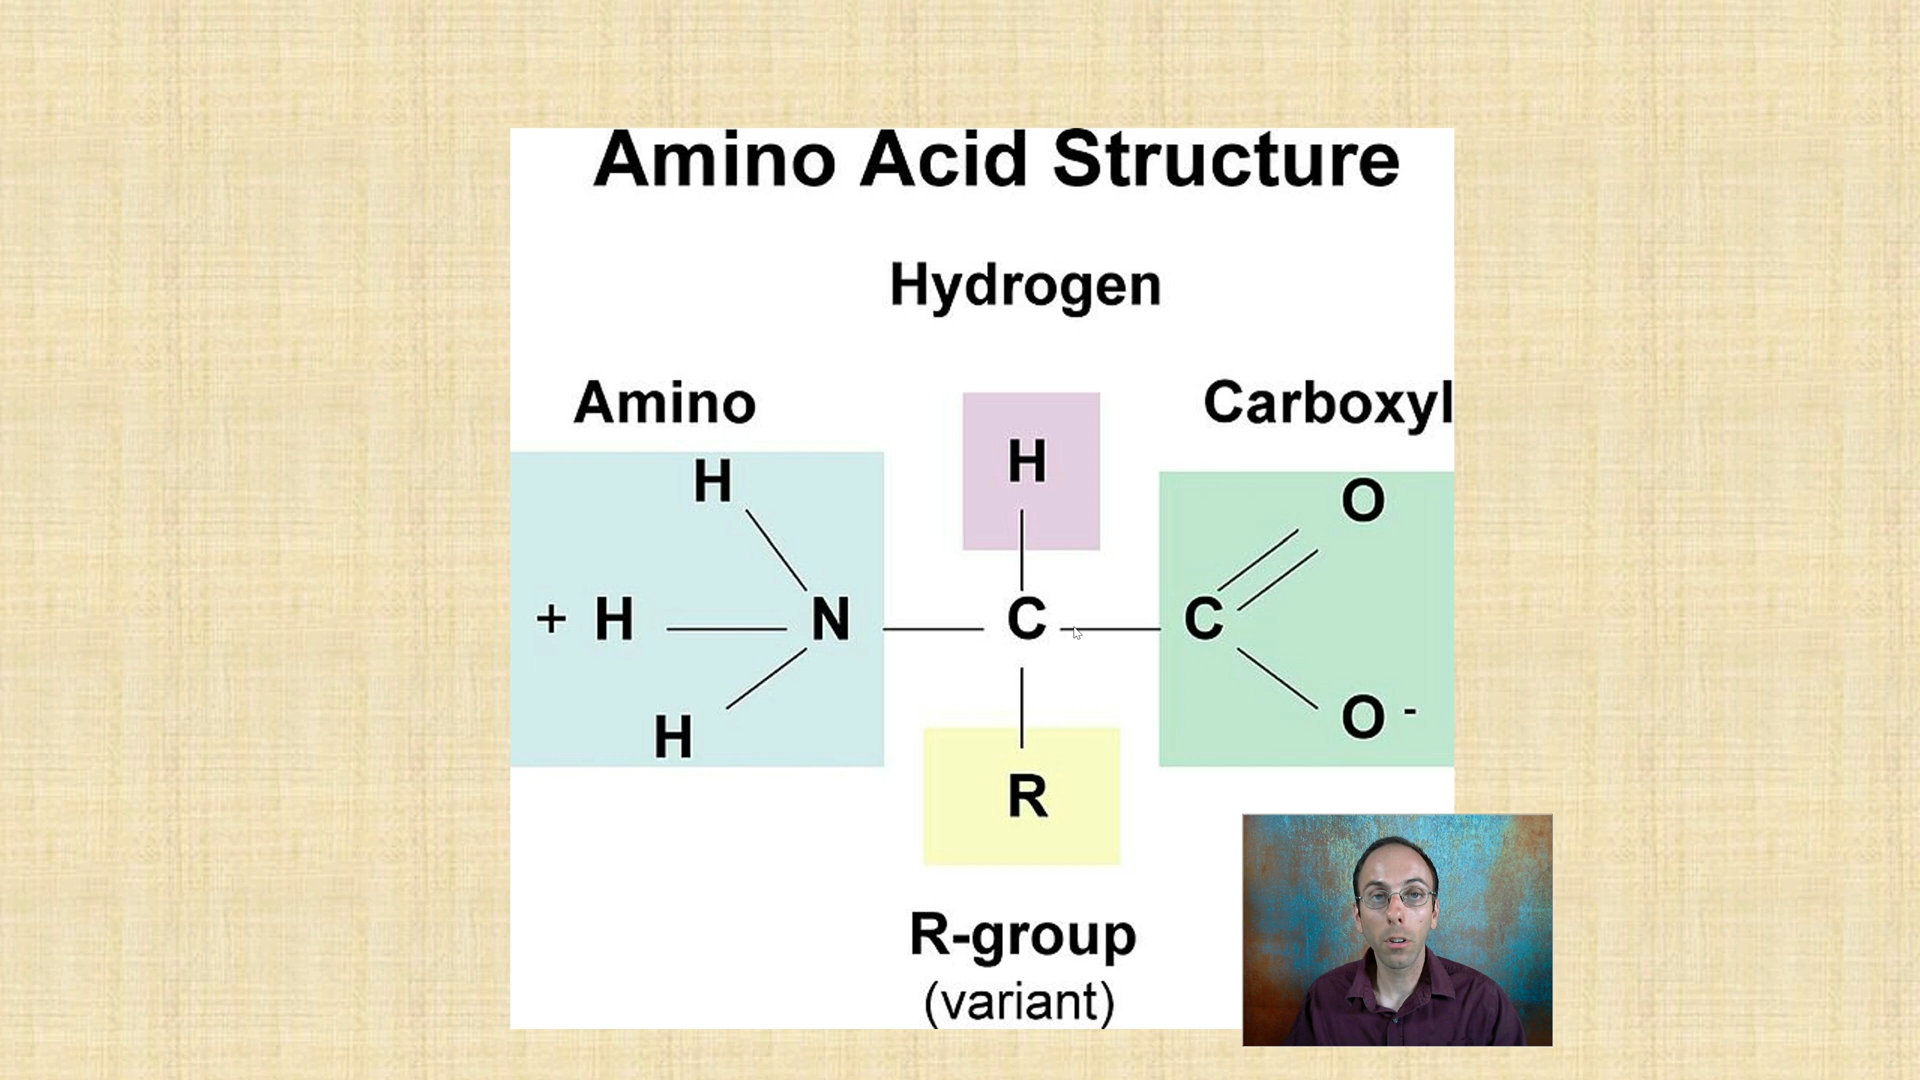 Amino Acid Structure
Hydrogen
Amino
Carboxyl
H
H
O
+ H
N
C
C
H
O -
R
R-group
(variant)